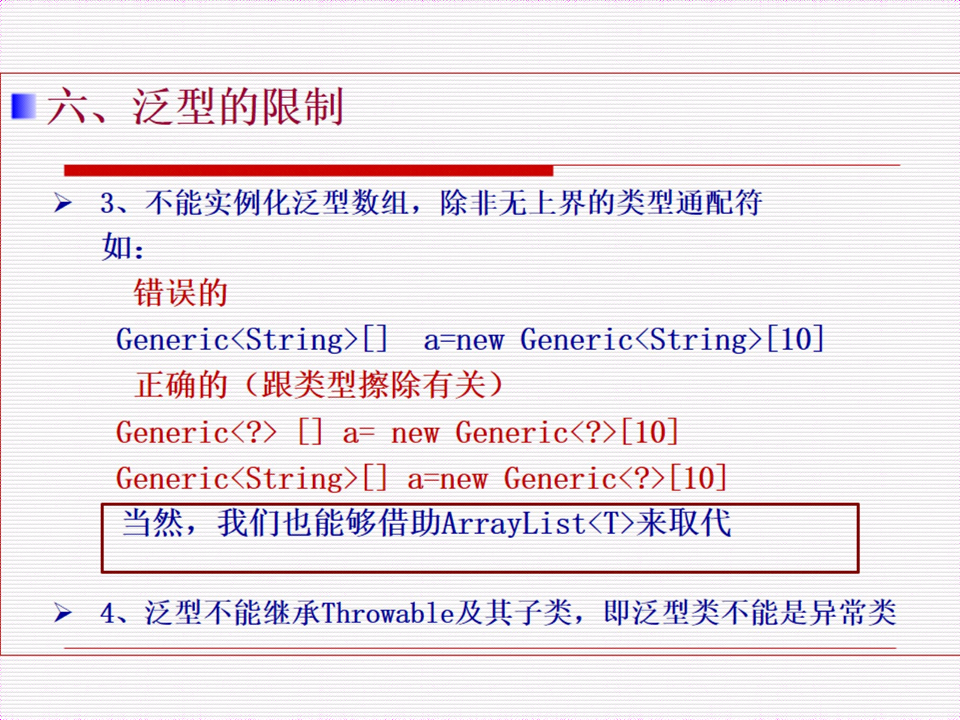 六、泛型的限制
3、不能实例化泛型数组，除非无上界的类型通配符
如：
错误的
Generic<String>[] a=new Generic<String>[10]
正确的（跟类型擦除有关）
Generic<?> [] a= new Generic<?>[10]
Generic<String>[] a=new Generic<?>[10]
当然，我们也能够借助ArrayList<T>来取代
4、泛型不能继承Throwable及其子类，即泛型类不能是异常类